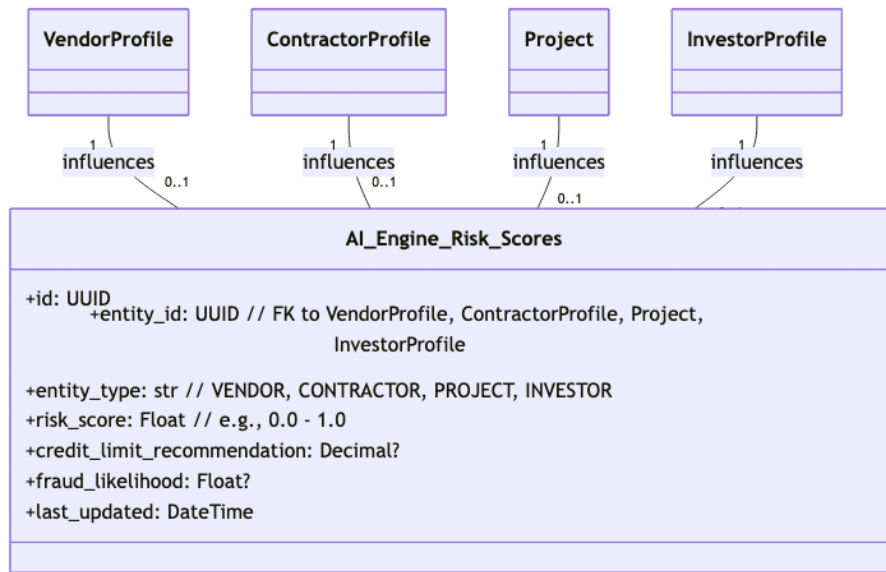 VendorProfile
ContractorProfile
Project
InvestorProfile
1
1
1
1
influences
influences
influences
influences
0..1
0..1
0..1
AI_Engine_Risk_Scores
+id: UUID
+entity_id: UUID // FK to VendorProfile, ContractorProfile, Project,
InvestorProfile
+entity_type: str // VENDOR, CONTRACTOR, PROJECT, INVESTOR
+risk_score: Float // e.g., 0.0 - 1.0
+credit_limit_recommendation: Decimal?
+fraud_likelihood: Float?
+last_updated: DateTime